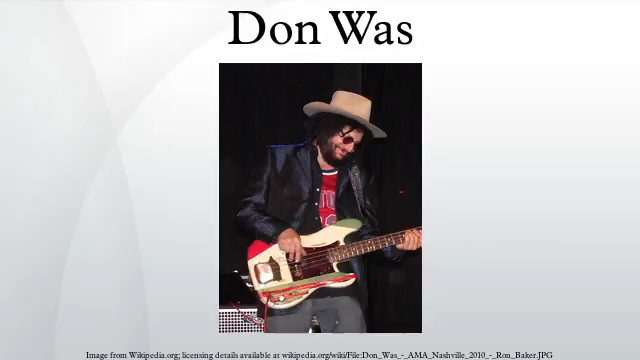 Don Was
Image from Wikipedia.org; licensing details available at wikipedia.org/wiki/File:Don_Was_-_AMA_Nashville_2010_-_Ron_Baker.JPG